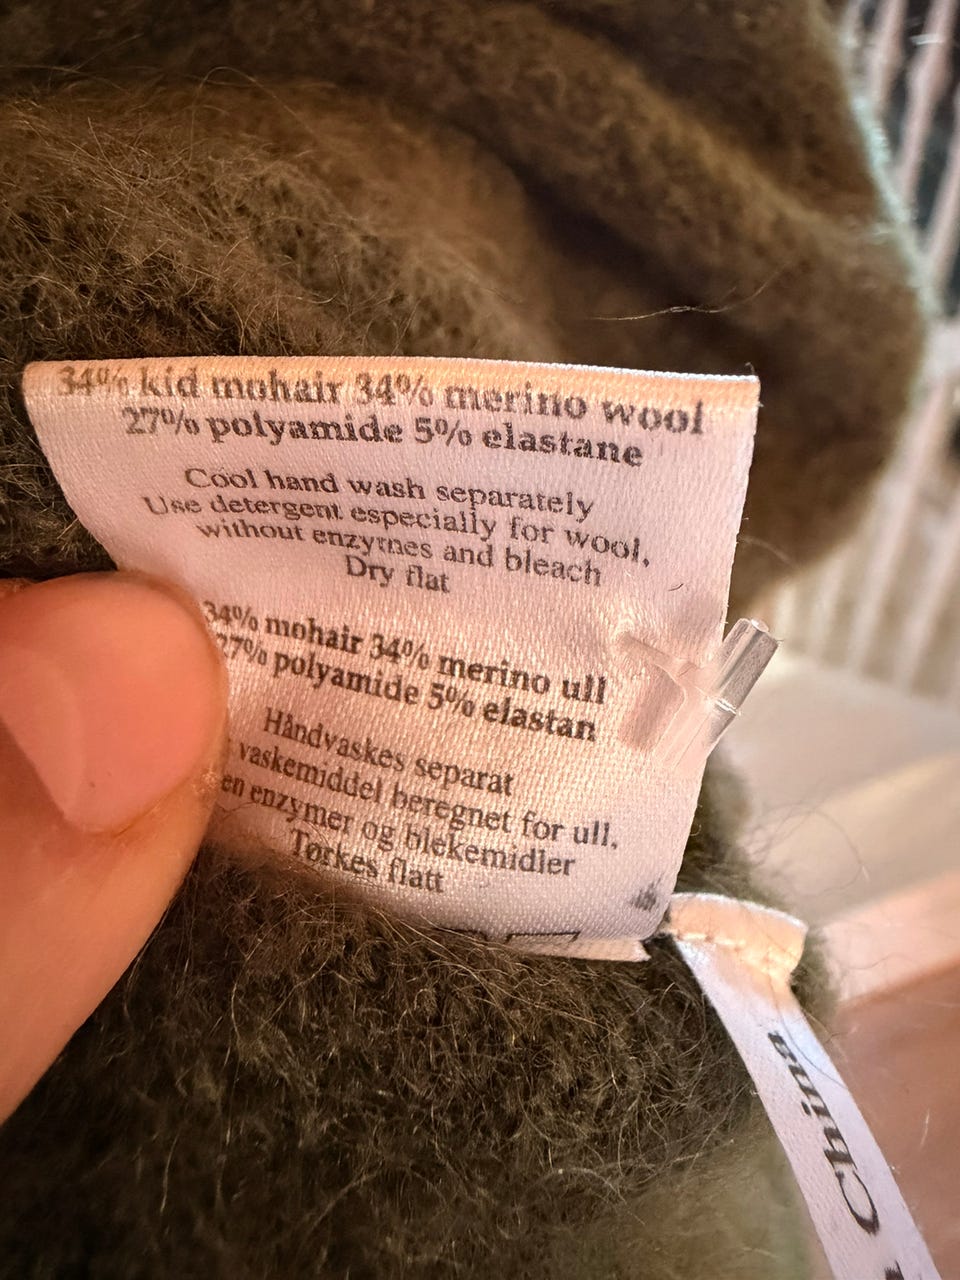 34% kid mohair 34% merino wool
27% polyamide 5% elastane
Cool hand wash separately
Use detergent especially for wool,
without enzymes and bleach
Dry flat
34% mohair 34% merino ull
27% polyamide 5% elastan
Håndvaskes separat
vaskemiddel beregnet for ull,
en enzymer og blekemidler
Tørkes flatt
China